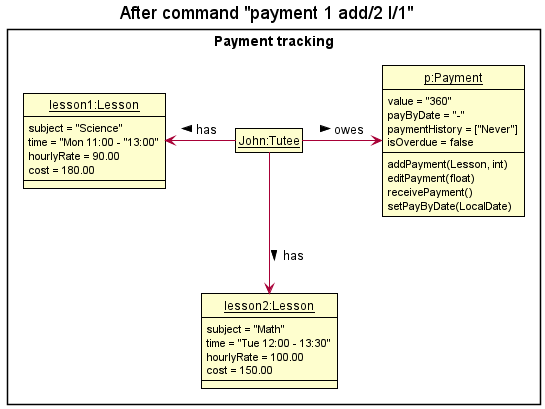 After command "payment 1 add/2 l/1"
Payment tracking
lesson1:Lesson
subject = "Science"
time = "Mon 11:00 - "13:00"
hourlyRate = 90.00
cost = 180.00
has
John:Tutee
owes
p:Payment
value = "360"
payByDate = "-"
paymentHistory = ["Never"]
isOverdue = false
addPayment(Lesson, int)
editPayment(float)
receivePayment()
setPayByDate(LocalDate)
has
lesson2:Lesson
subject = "Math"
time = "Tue 12:00 - 13:30"
hourlyRate = 100.00
cost = 150.00